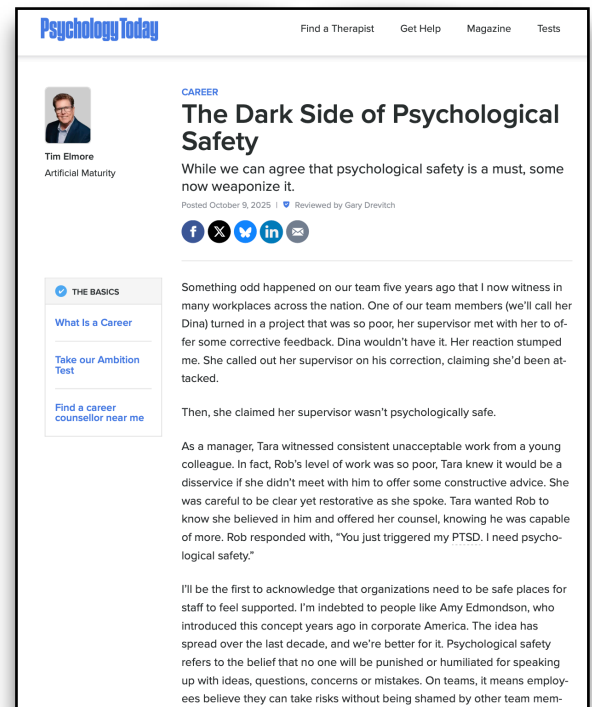 Psychology Today
Find a Therapist
Get Help
Magazine
Tests
Tim Elmore
Artificial Maturity
CAREER
The Dark Side of Psychological
Safety
While we can agree that psychological safety is a must, some
now weaponize it.
Posted October 9, 2025 | Reviewed by Gary Drevitch
THE BASICS
What Is a Career
Take our Ambition
Test
Find a career
counsellor near me
Something odd happened on our team five years ago that I now witness in
many workplaces across the nation. One of our team members (we’ll call her
Dina) turned in a project that was so poor, her supervisor met with her to of-
fer some corrective feedback. Dina wouldn’t have it. Her reaction stumped
me. She called out her supervisor on his correction, claiming she’d been at-
tacked.
Then, she claimed her supervisor wasn’t psychologically safe.
As a manager, Tara witnessed consistent unacceptable work from a young
colleague. In fact, Rob’s level of work was so poor, Tara knew it would be a
disservice if she didn’t meet with him to offer some constructive advice. She
was careful to be clear yet restorative as she spoke. Tara wanted Rob to
know she believed in him and offered her counsel, knowing he was capable
of more. Rob responded with, “You just triggered my PTSD. I need psycho-
logical safety.”
I’ll be the first to acknowledge that organizations need to be safe places for
staff to feel supported. I’m indebted to people like Amy Edmondson, who
introduced this concept years ago in corporate America. The idea has
spread over the last decade, and we’re better for it. Psychological safety
refers to the belief that no one will be punished or humiliated for speaking
up with ideas, questions, concerns or mistakes. On teams, it means employ-
ees believe they can take risks without being shamed by other team mem-